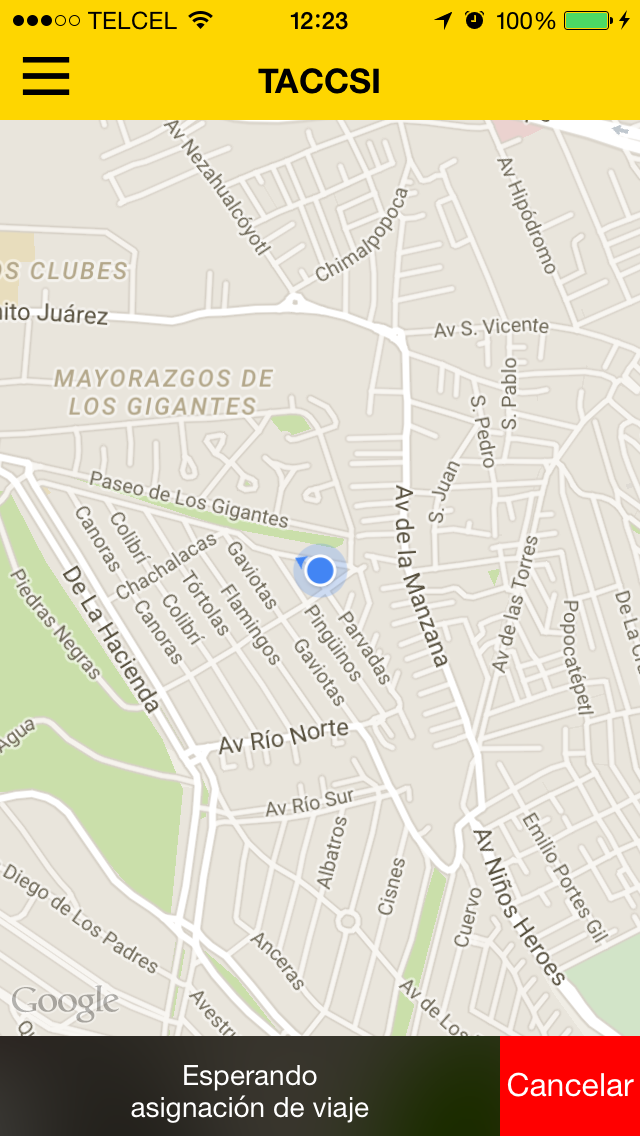 TELCEL 12:23 100%
TACCSI
Av Nezahualcóyotl
Chimalpopoca
Av Hipódromo
OS CLUBES
nito Juárez
Av S. Vicente
MAYORAZGOS DE
LOS GIGANTES
S. Pablo
S. Pedro
S. Juan
Paseo de Los Gigantes
Av de la Manzana
Canoras
Colibrí
Chachalacas
Gaviotas
Tórtolas
Flamingos
Canoras
Colibrí
Pingüinos
Parvadas
Gaviotas
De La Hacienda
Piedras Negras
Av de las Torres
Popocatépetl
De La Cru
Agua
Av Río Norte
Av Río Sur
Albatros
Cisnes
Cuervo
Av Niños Heroes
Emilio Portes Gil
Diego de Los Padres
Anceras
Avestru
Av de Los
Google
Esperando
asignación de viaje
Cancelar